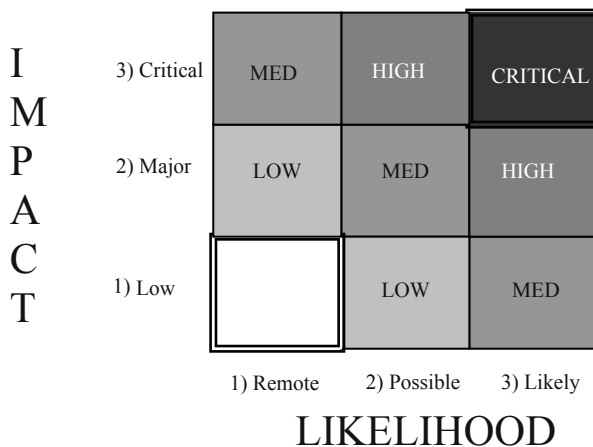 IMPACT
3) Critical
MED
HIGH
CRITICAL
2) Major
LOW
MED
HIGH
1) Low
LOW
MED
1) Remote
2) Possible
3) Likely
LIKELIHOOD